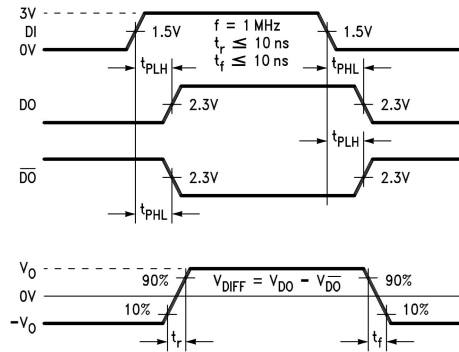 3V
DI
0V
1.5V
f = 1 MHz
t_r ≤ 10 ns
t_f ≤ 10 ns
1.5V
t_PLH
t_PHL
DO
2.3V
2.3V
t_PLH
D̅O̅
2.3V
2.3V
t_PHL
V_O
90%
V_DIFF = V_DO − V_D̅O̅
90%
0V
10%
10%
−V_O
t_r
t_f